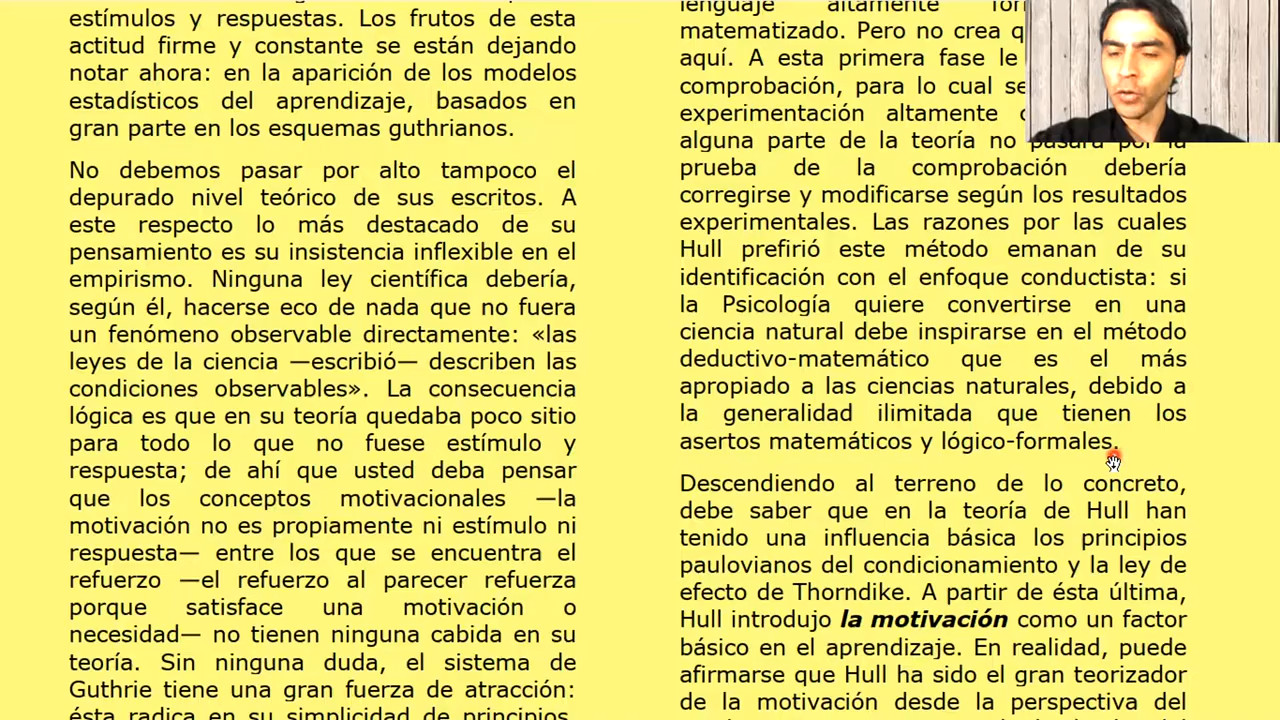 estímulos y respuestas. Los frutos de esta
actitud firme y constante se están dejando
notar ahora: en la aparición de los modelos
estadísticos del aprendizaje, basados en
gran parte en los esquemas guthrianos.
No debemos pasar por alto tampoco el
depurado nivel teórico de sus escritos. A
este respecto lo más destacado de su
pensamiento es su insistencia inflexible en el
empirismo. Ninguna ley científica debería,
según él, hacerse eco de nada que no fuera
un fenómeno observable directamente: «las
leyes de la ciencia —escribió— describen las
condiciones observables». La consecuencia
lógica es que en su teoría quedaba poco sitio
para todo lo que no fuese estímulo y
respuesta; de ahí que usted deba pensar
que los conceptos motivacionales —la
motivación no es propiamente ni estímulo ni
respuesta— entre los que se encuentra el
refuerzo —el refuerzo al parecer refuerza
porque satisface una motivación o
necesidad— no tienen ninguna cabida en su
teoría. Sin ninguna duda, el sistema de
Guthrie tiene una gran fuerza de atracción:
ésta radica en su simplicidad de principios,
lenguaje altamente
matematizado. Pero no crea
aquí. A esta primera fase le
comprobación, para lo cual
experimentación altamente
alguna parte de la teoría no pasara por la
prueba de la comprobación debería
corregirse y modificarse según los resultados
experimentales. Las razones por las cuales
Hull prefirió este método emanan de su
identificación con el enfoque conductista: si
la Psicología quiere convertirse en una
ciencia natural debe inspirarse en el método
deductivo-matemático que es el más
apropiado a las ciencias naturales, debido a
la generalidad ilimitada que tienen los
asertos matemáticos y lógico-formales.
Descendiendo al terreno de lo concreto,
debe saber que en la teoría de Hull han
tenido una influencia básica los principios
paulovianos del condicionamiento y la ley de
efecto de Thorndike. A partir de ésta última,
Hull introdujo la motivación como un factor
básico en el aprendizaje. En realidad, puede
afirmarse que Hull ha sido el gran teorizador
de la motivación desde la perspectiva del